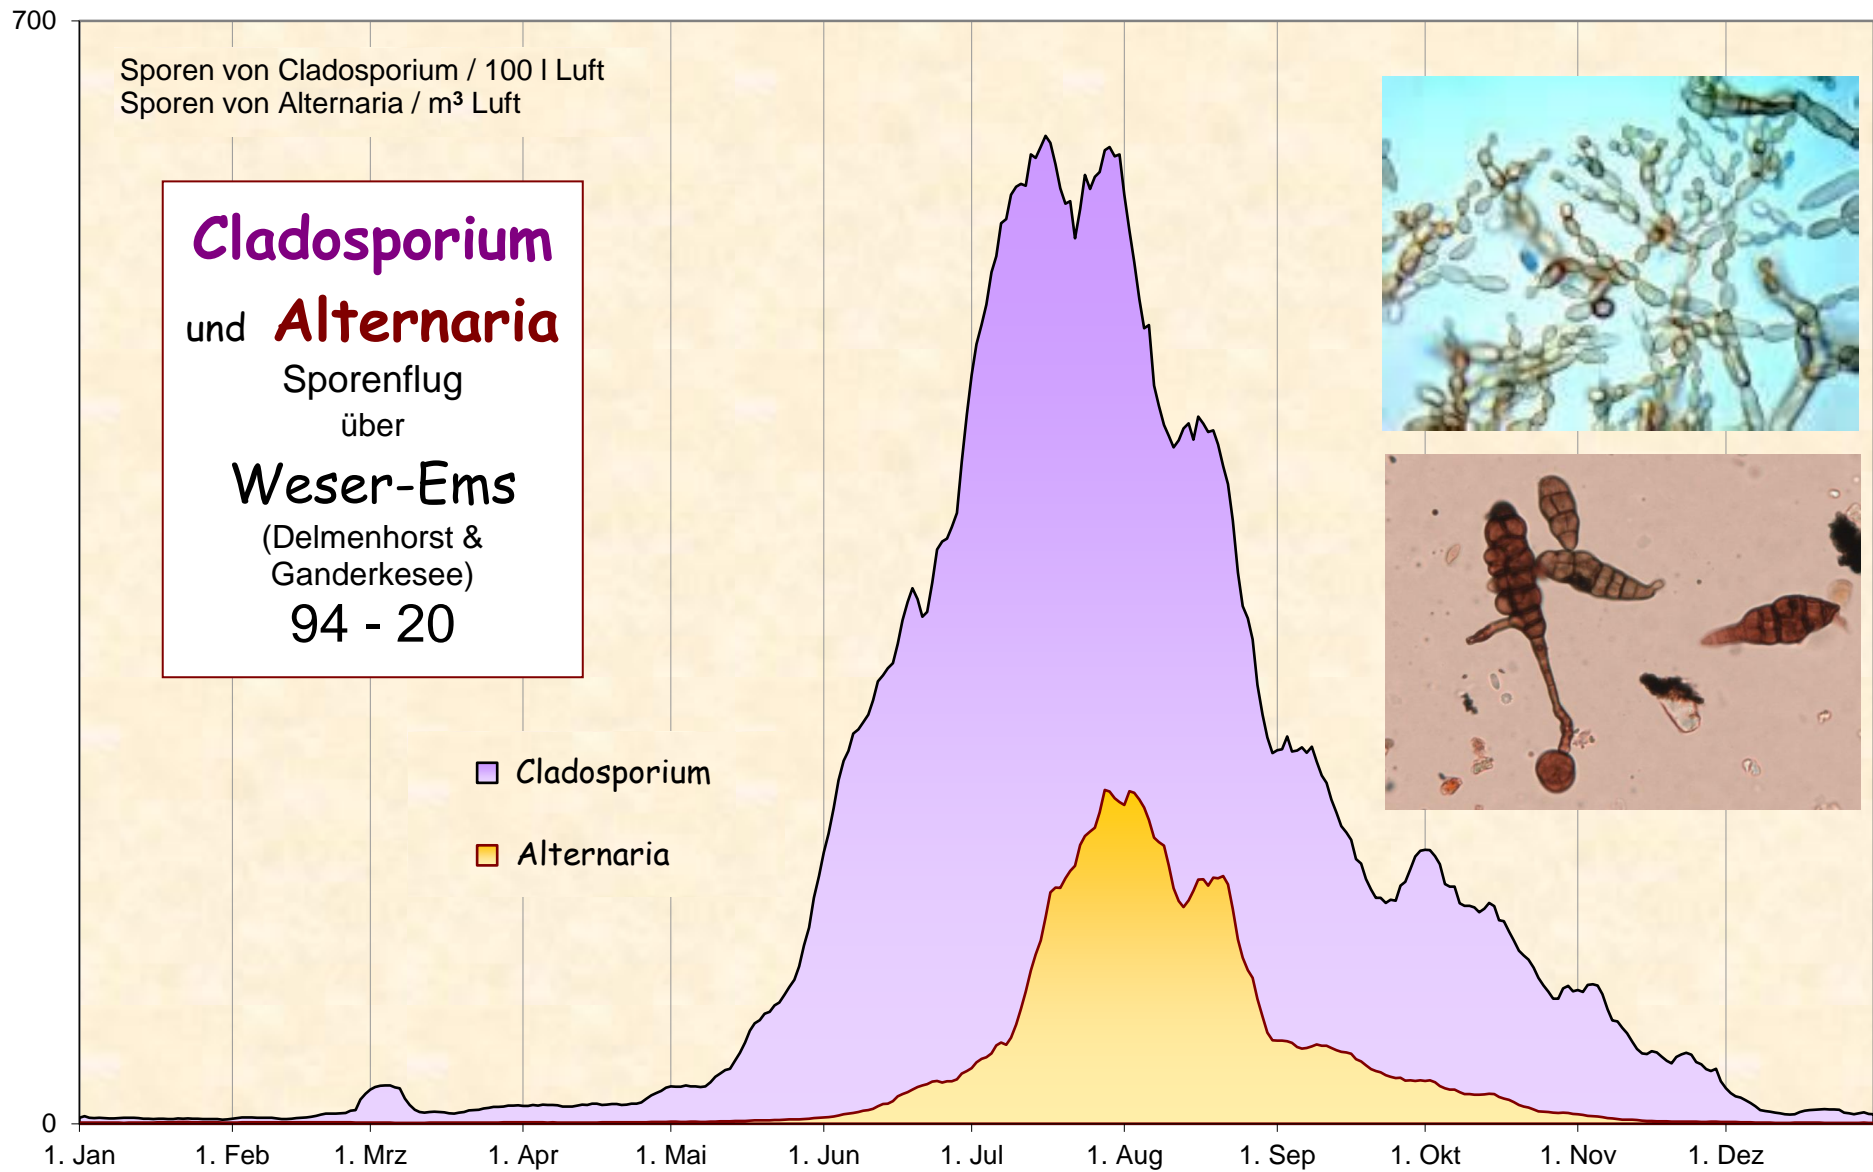 700
Sporen von Cladosporium / 100 l Luft
Sporen von Alternaria / m³ Luft
Cladosporium
und Alternaria
Sporenflug
über
Weser-Ems
(Delmenhorst &
Ganderkesee)
94 - 20
Cladosporium
Alternaria
0
1. Jan 1. Feb 1. Mrz 1. Apr 1. Mai 1. Jun 1. Jul 1. Aug 1. Sep 1. Okt 1. Nov 1. Dez